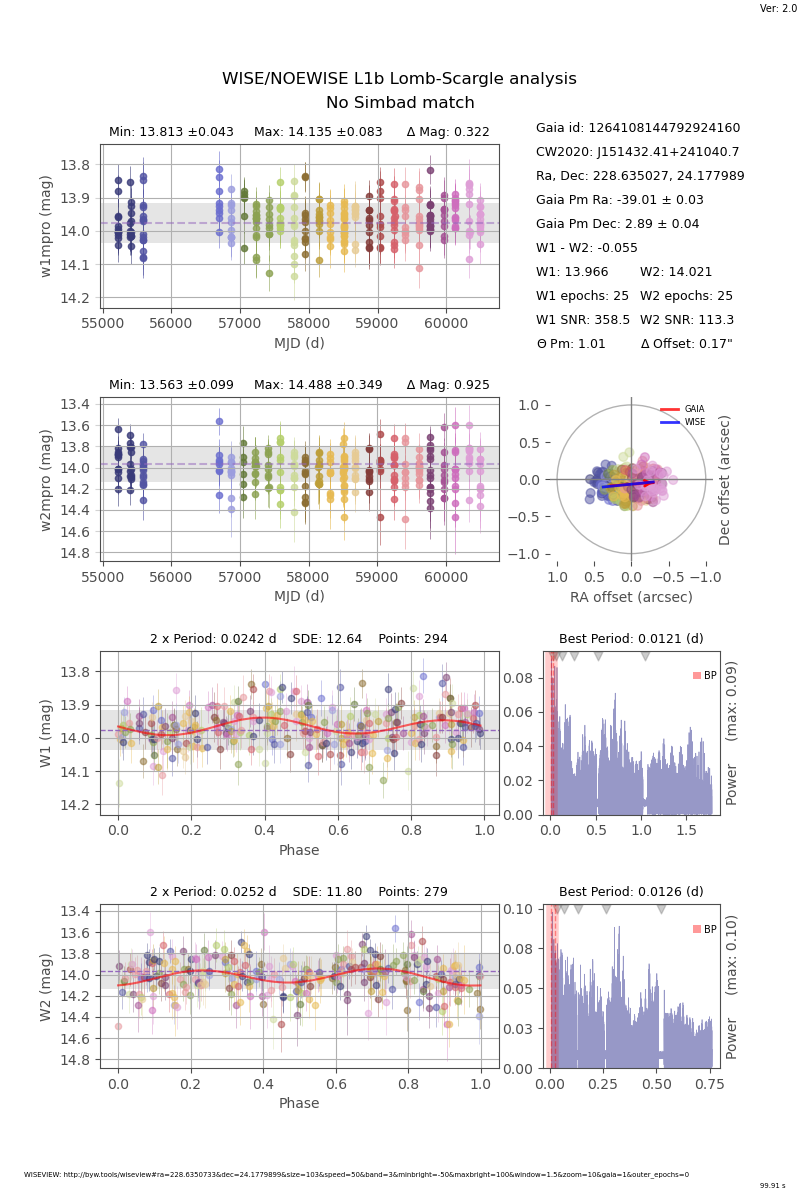 Ver: 2.0
WISE/NOEWISE L1b Lomb-Scargle analysis
No Simbad match
Min: 13.813 ±0.043 Max: 14.135 ±0.083 Δ Mag: 0.322
13.8
13.9
14.0
14.1
14.2
w1mpro (mag)
55000 56000 57000 58000 59000 60000
MJD (d)
Gaia id: 1264108144792924160
CW2020: J151432.41+241040.7
Ra, Dec: 228.635027, 24.177989
Gaia Pm Ra: -39.01 ± 0.03
Gaia Pm Dec: 2.89 ± 0.04
W1 - W2: -0.055
W1: 13.966 W2: 14.021
W1 epochs: 25 W2 epochs: 25
W1 SNR: 358.5 W2 SNR: 113.3
Θ Pm: 1.01 Δ Offset: 0.17"
Min: 13.563 ±0.099 Max: 14.488 ±0.349 Δ Mag: 0.925
13.4
13.6
13.8
14.0
14.2
14.4
14.6
14.8
w2mpro (mag)
55000 56000 57000 58000 59000 60000
MJD (d)
GAIA
WISE
1.0
0.5
0.0
−0.5
−1.0
Dec offset (arcsec)
1.0 0.5 0.0 −0.5 −1.0
RA offset (arcsec)
2 x Period: 0.0242 d SDE: 12.64 Points: 294
13.8
13.9
14.0
14.1
14.2
W1 (mag)
0.0 0.2 0.4 0.6 0.8 1.0
Phase
Best Period: 0.0121 (d)
BP
0.08
0.06
0.04
0.02
0.00
Power (max: 0.09)
0.0 0.5 1.0 1.5
2 x Period: 0.0252 d SDE: 11.80 Points: 279
13.4
13.6
13.8
14.0
14.2
14.4
14.6
14.8
W2 (mag)
0.0 0.2 0.4 0.6 0.8 1.0
Phase
Best Period: 0.0126 (d)
BP
0.10
0.08
0.05
0.03
0.00
Power (max: 0.10)
0.00 0.25 0.50 0.75
WISEVIEW: http://byw.tools/wiseview#ra=228.6350733&dec=24.1779899&size=103&speed=50&band=3&minbright=-50&maxbright=100&window=1.5&zoom=10&gaia=1&outer_epochs=0
99.91 s